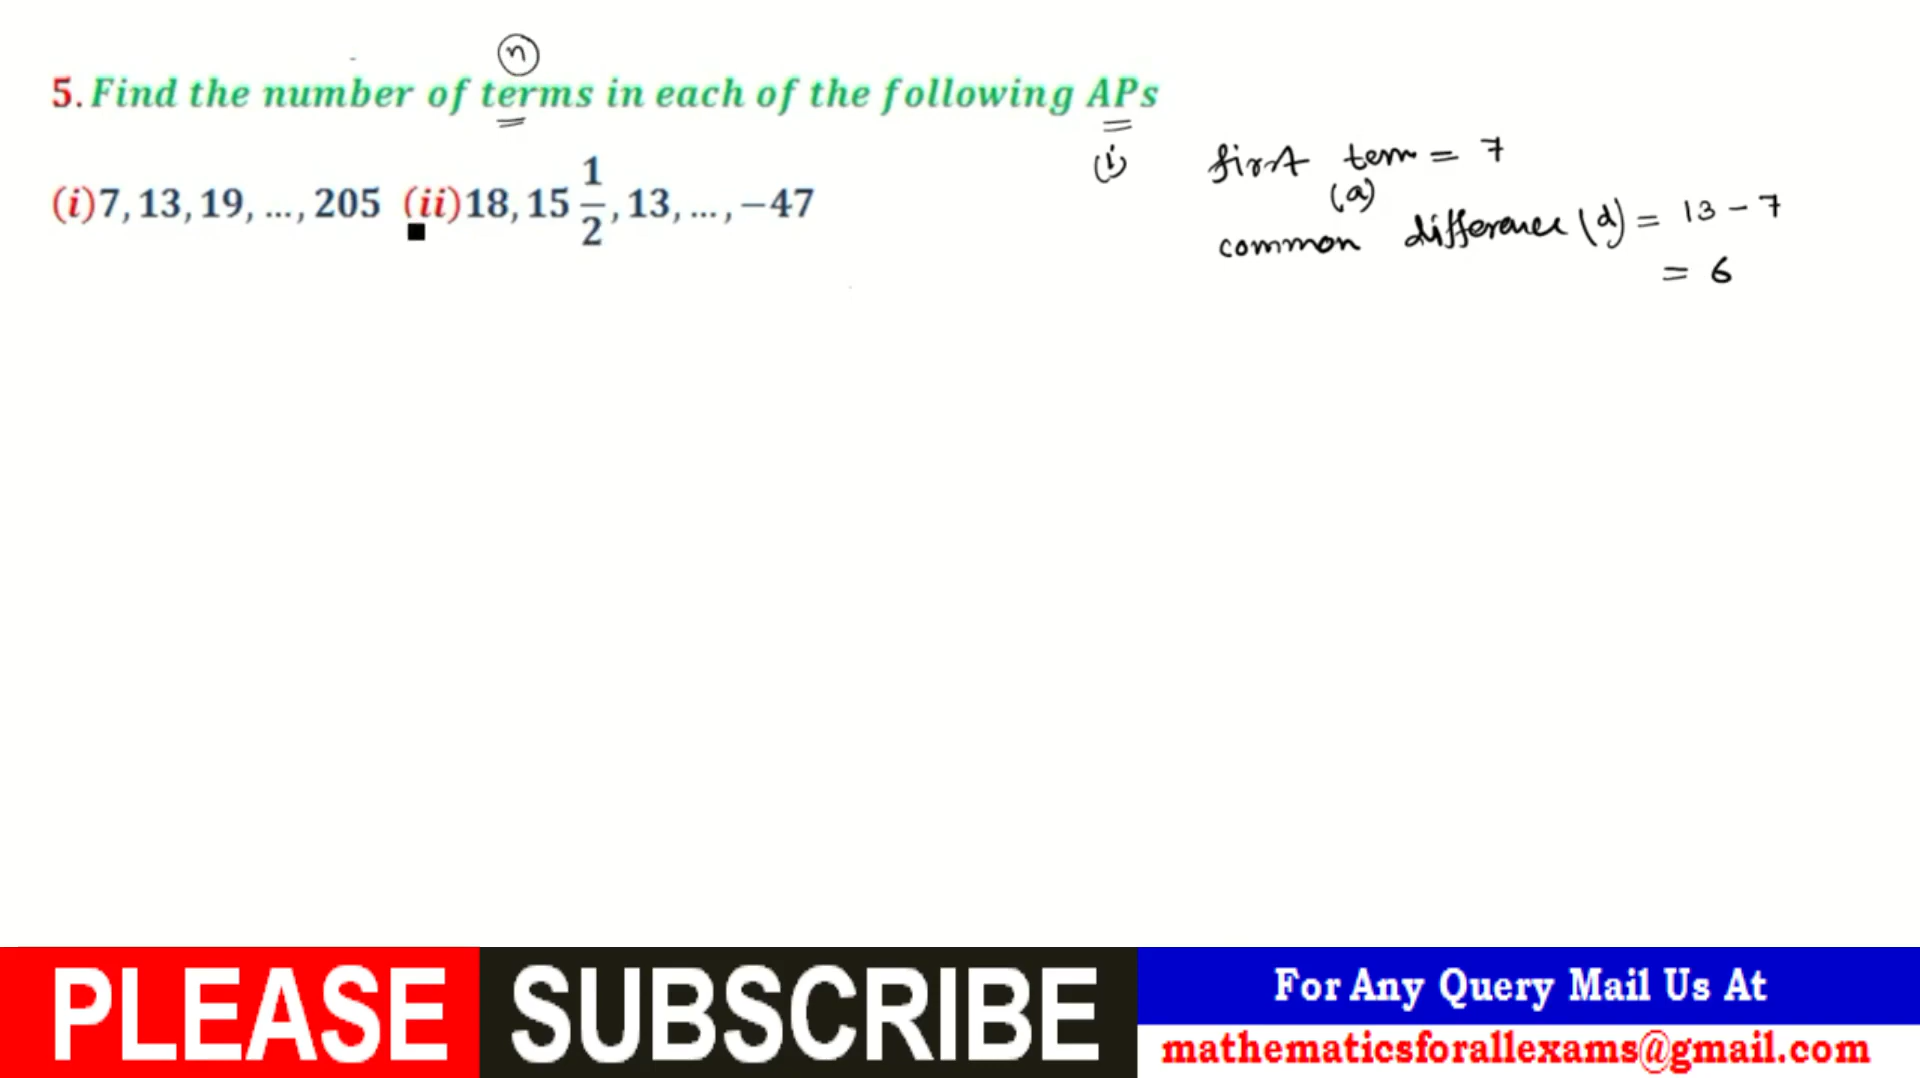 n
5. Find the number of terms in each of the following APs
(i)7, 13, 19, ..., 205 (ii)18, 15 1/2, 13, ..., −47
(i) first term = 7
(a)
common difference (d) = 13 - 7
= 6
PLEASE SUBSCRIBE
For Any Query Mail Us At
mathematicsforallexams@gmail.com